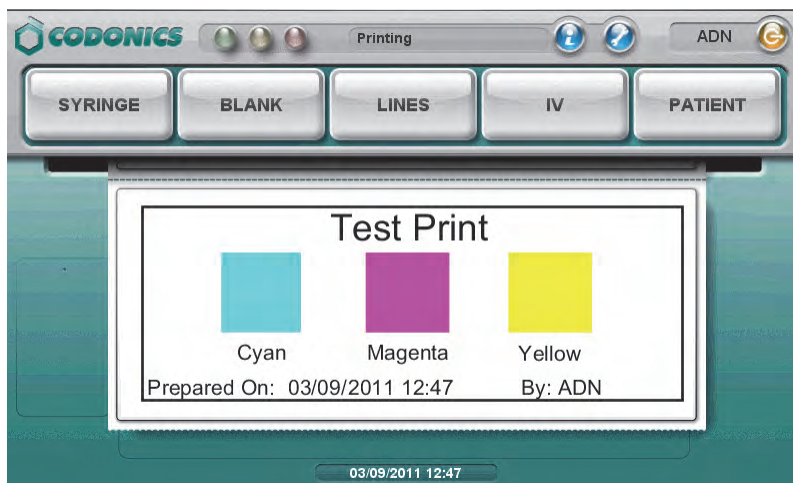 CODONICS
Printing
ADN
SYRINGE
BLANK
LINES
IV
PATIENT
Test Print
Cyan
Magenta
Yellow
Prepared On: 03/09/2011 12:47 By: ADN
03/09/2011 12:47